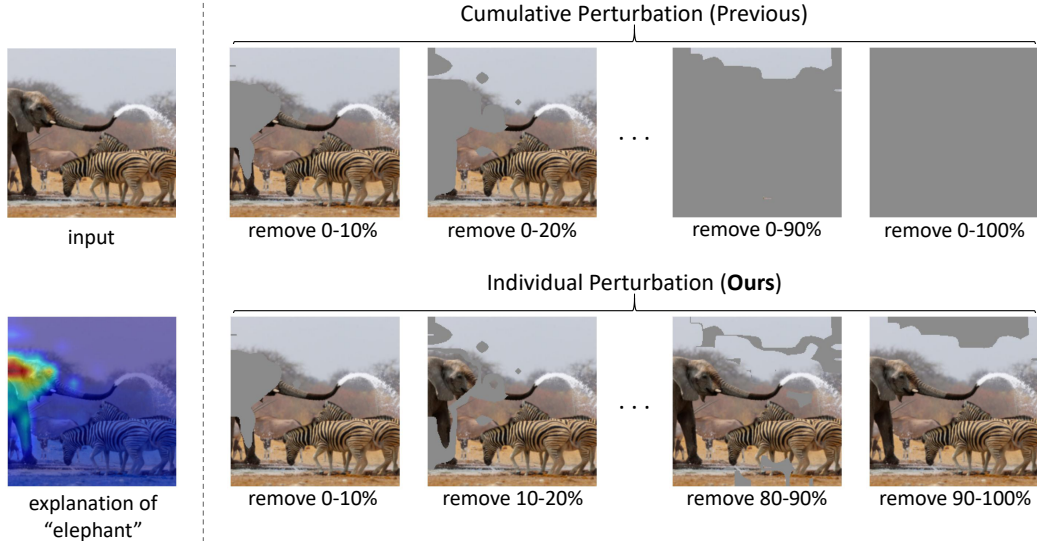 Cumulative Perturbation (Previous)
input
remove 0-10%
remove 0-20%
. . .
remove 0-90%
remove 0-100%
Individual Perturbation (Ours)
explanation of
“elephant”
remove 0-10%
remove 10-20%
. . .
remove 80-90%
remove 90-100%